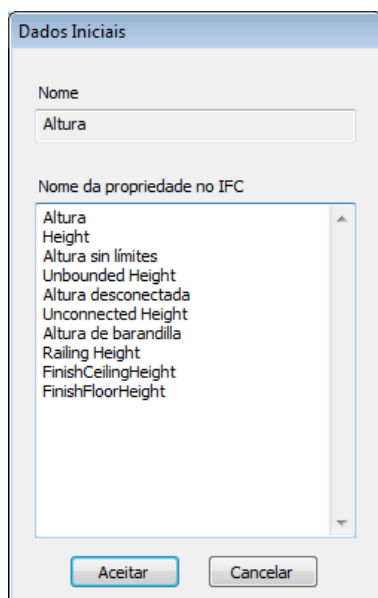 Dados Iniciais
Nome
Altura
Nome da propriedade no IFC
Altura
Height
Altura sin límites
Unbounded Height
Altura desconectada
Unconnected Height
Altura de barandilla
Railing Height
FinishCeilingHeight
FinishFloorHeight
Aceitar Cancelar